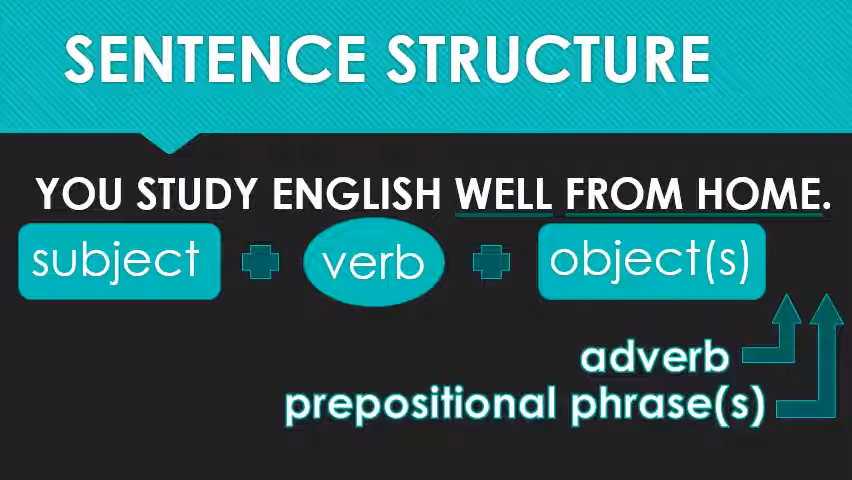 SENTENCE STRUCTURE
YOU STUDY ENGLISH WELL FROM HOME.
subject verb object(s)
adverb
prepositional phrase(s)